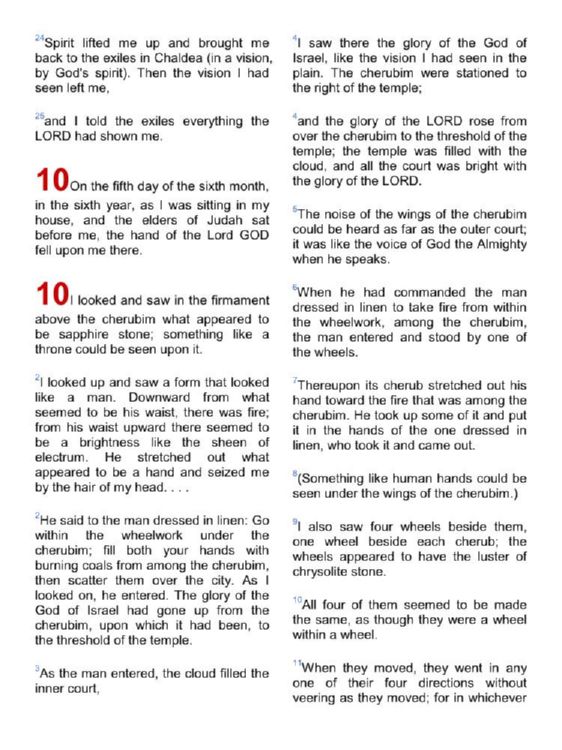 24Spirit lifted me up and brought me
back to the exiles in Chaldea (in a vision,
by God's spirit). Then the vision I had
seen left me,
25and I told the exiles everything the
LORD had shown me.
10On the fifth day of the sixth month,
in the sixth year, as I was sitting in my
house, and the elders of Judah sat
before me, the hand of the Lord GOD
fell upon me there.
10I looked and saw in the firmament
above the cherubim what appeared to
be sapphire stone; something like a
throne could be seen upon it.
2I looked up and saw a form that looked
like a man. Downward from what
seemed to be his waist, there was fire;
from his waist upward there seemed to
be a brightness like the sheen of
electrum. He stretched out what
appeared to be a hand and seized me
by the hair of my head. . . .
2He said to the man dressed in linen: Go
within the wheelwork under the
cherubim; fill both your hands with
burning coals from among the cherubim,
then scatter them over the city. As I
looked on, he entered. The glory of the
God of Israel had gone up from the
cherubim, upon which it had been, to
the threshold of the temple.
3As the man entered, the cloud filled the
inner court,
4I saw there the glory of the God of
Israel, like the vision I had seen in the
plain. The cherubim were stationed to
the right of the temple;
4and the glory of the LORD rose from
over the cherubim to the threshold of the
temple; the temple was filled with the
cloud, and all the court was bright with
the glory of the LORD.
5The noise of the wings of the cherubim
could be heard as far as the outer court;
it was like the voice of God the Almighty
when he speaks.
6When he had commanded the man
dressed in linen to take fire from within
the wheelwork, among the cherubim,
the man entered and stood by one of
the wheels.
7Thereupon its cherub stretched out his
hand toward the fire that was among the
cherubim. He took up some of it and put
it in the hands of the one dressed in
linen, who took it and came out.
8(Something like human hands could be
seen under the wings of the cherubim.)
9I also saw four wheels beside them,
one wheel beside each cherub; the
wheels appeared to have the luster of
chrysolite stone.
10All four of them seemed to be made
the same, as though they were a wheel
within a wheel.
11When they moved, they went in any
one of their four directions without
veering as they moved; for in whichever